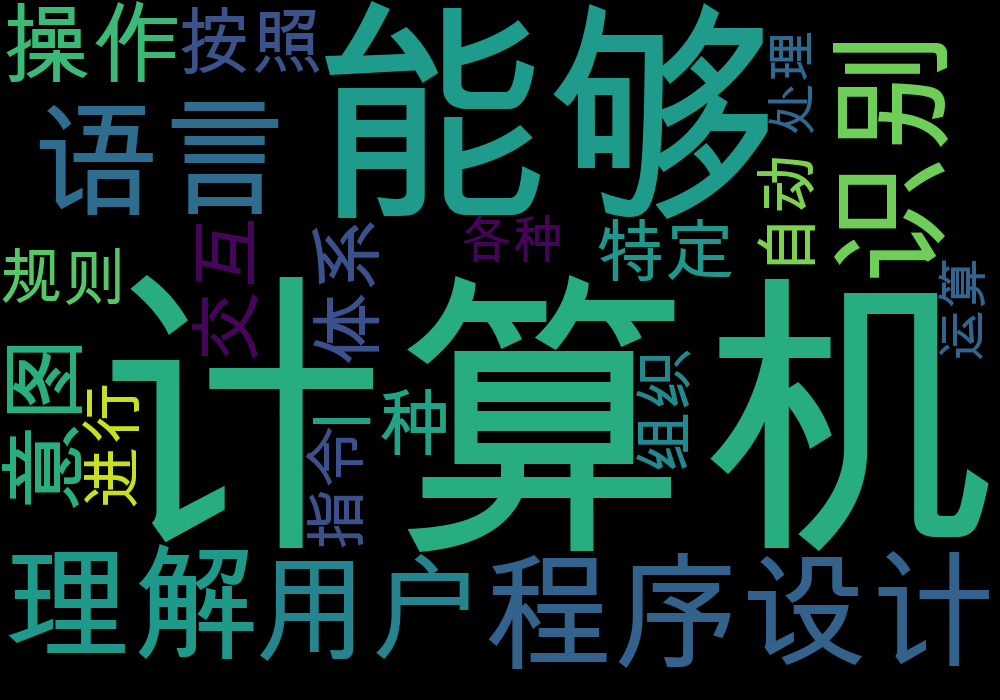 操作
按照
能够
处理
识别
语言
自动
各种
特定
交互
体系
规则
计算机
运算
意图
进行
一种
组织
指令
理解
用户
程序设计